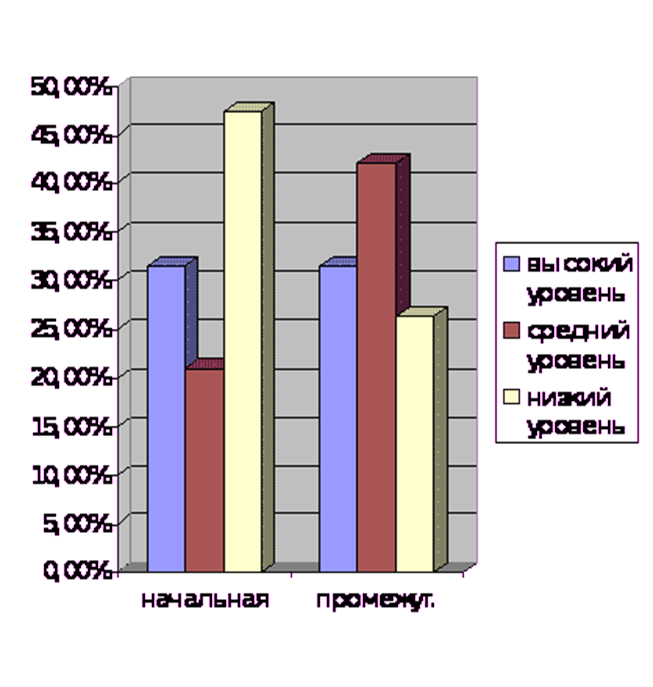 50,00%
45,00%
40,00%
35,00%
30,00%
25,00%
20,00%
15,00%
10,00%
5,00%
0,00%
начальная
промежут.
высокий
уровень
средний
уровень
низкий
уровень